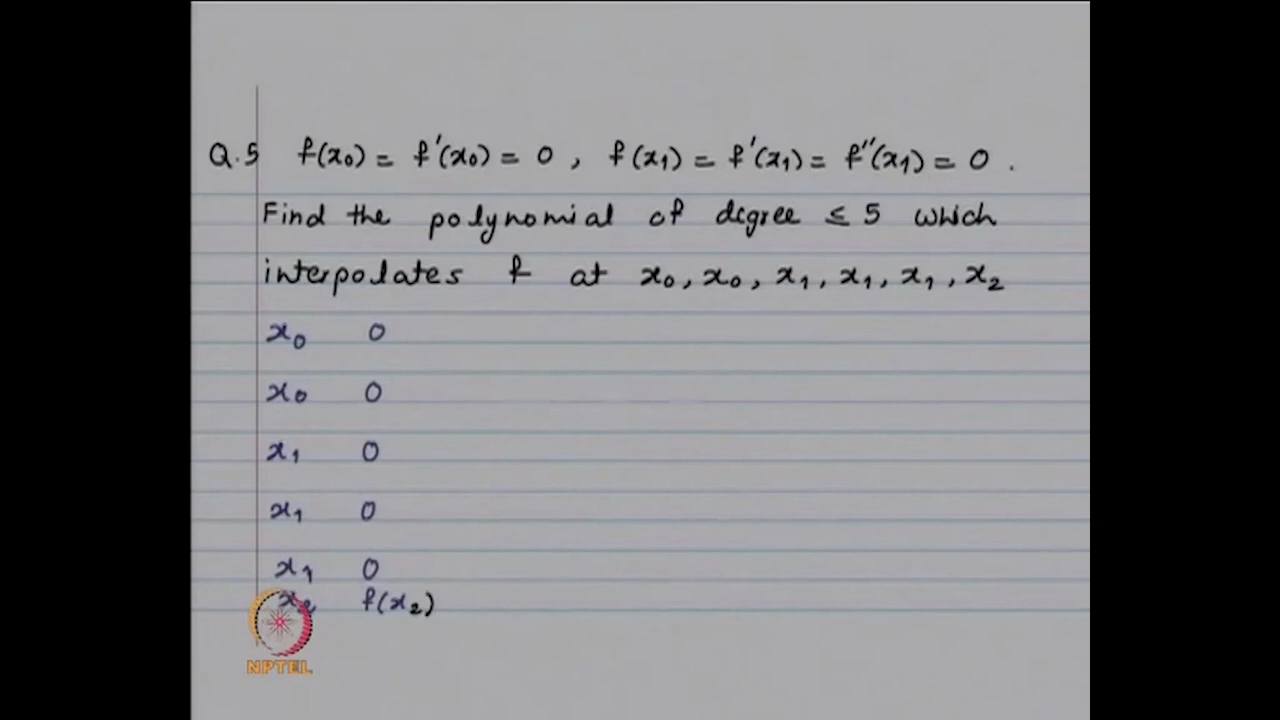 Q.5 f(x₀) = f'(x₀) = 0 , f(x₁) = f'(x₁) = f''(x₁) = 0 .
Find the polynomial of degree ≤ 5 which
interpolates f at x₀, x₀, x₁, x₁, x₁, x₂
x₀ 0
x₀ 0
x₁ 0
x₁ 0
x₁ 0
x₂ f(x₂)
NPTEL